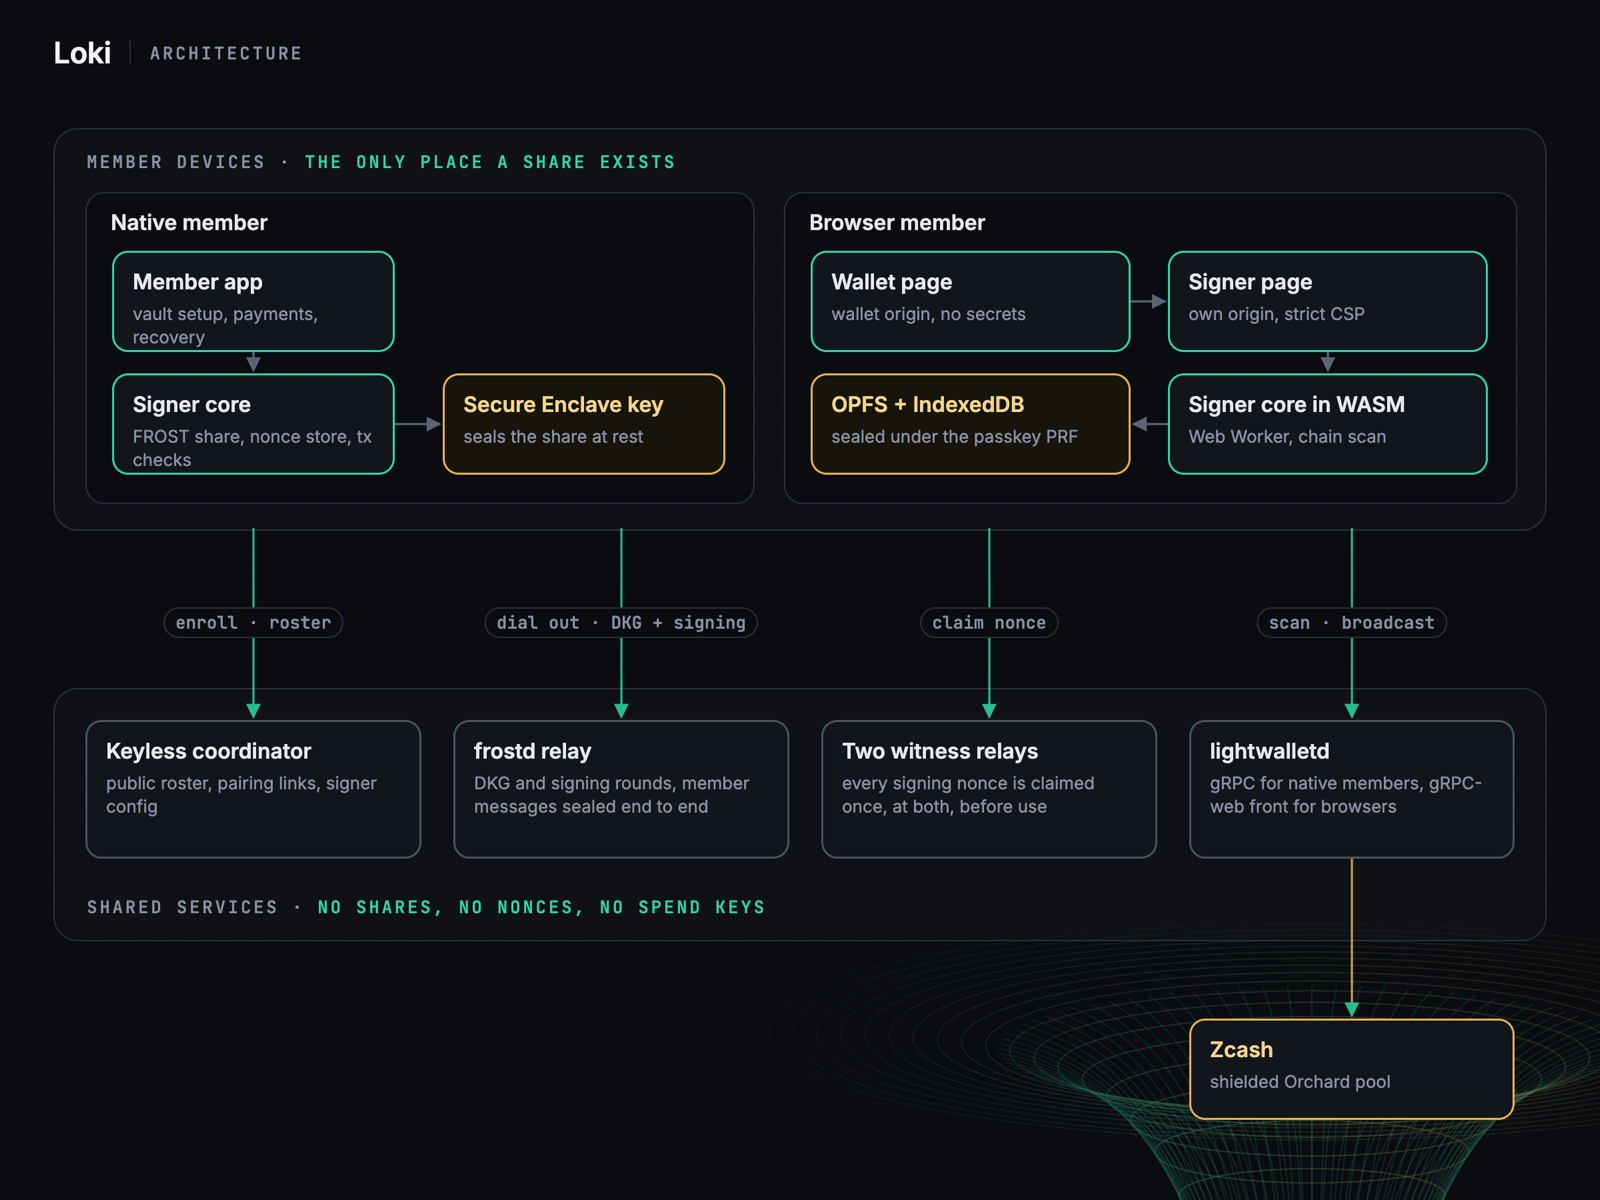 Loki
ARCHITECTURE
MEMBER DEVICES · THE ONLY PLACE A SHARE EXISTS
Native member
Member app
vault setup, payments,
recovery
Signer core
FROST share, nonce store, tx
checks
Secure Enclave key
seals the share at rest
Browser member
Wallet page
wallet origin, no secrets
Signer page
own origin, strict CSP
OPFS + IndexedDB
sealed under the passkey PRF
Signer core in WASM
Web Worker, chain scan
enroll · roster
dial out · DKG + signing
claim nonce
scan · broadcast
Keyless coordinator
public roster, pairing links, signer
config
frostd relay
DKG and signing rounds, member
messages sealed end to end
Two witness relays
every signing nonce is claimed
once, at both, before use
lightwalletd
gRPC for native members, gRPC-
web front for browsers
SHARED SERVICES · NO SHARES, NO NONCES, NO SPEND KEYS
Zcash
shielded Orchard pool